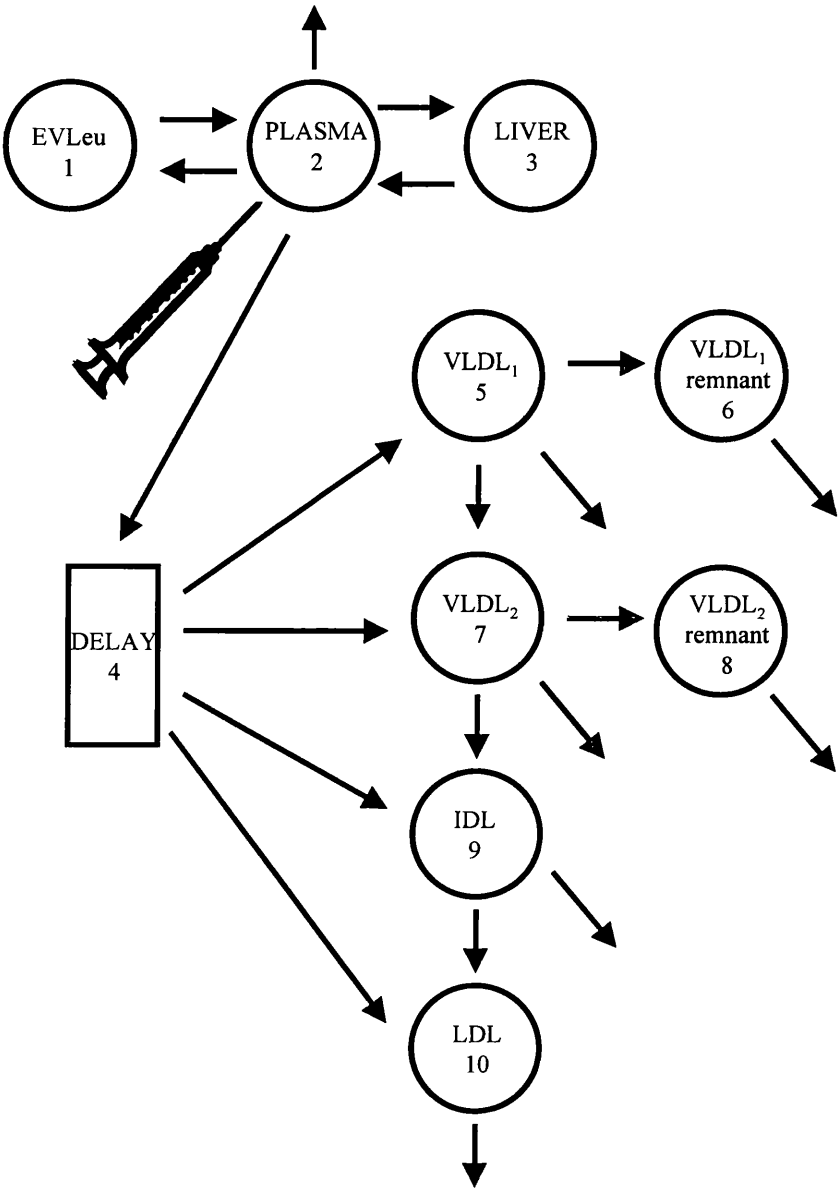 EVLeu
1
PLASMA
2
LIVER
3
VLDL₁
5
VLDL₁
remnant
6
DELAY
4
VLDL₂
7
VLDL₂
remnant
8
IDL
9
LDL
10